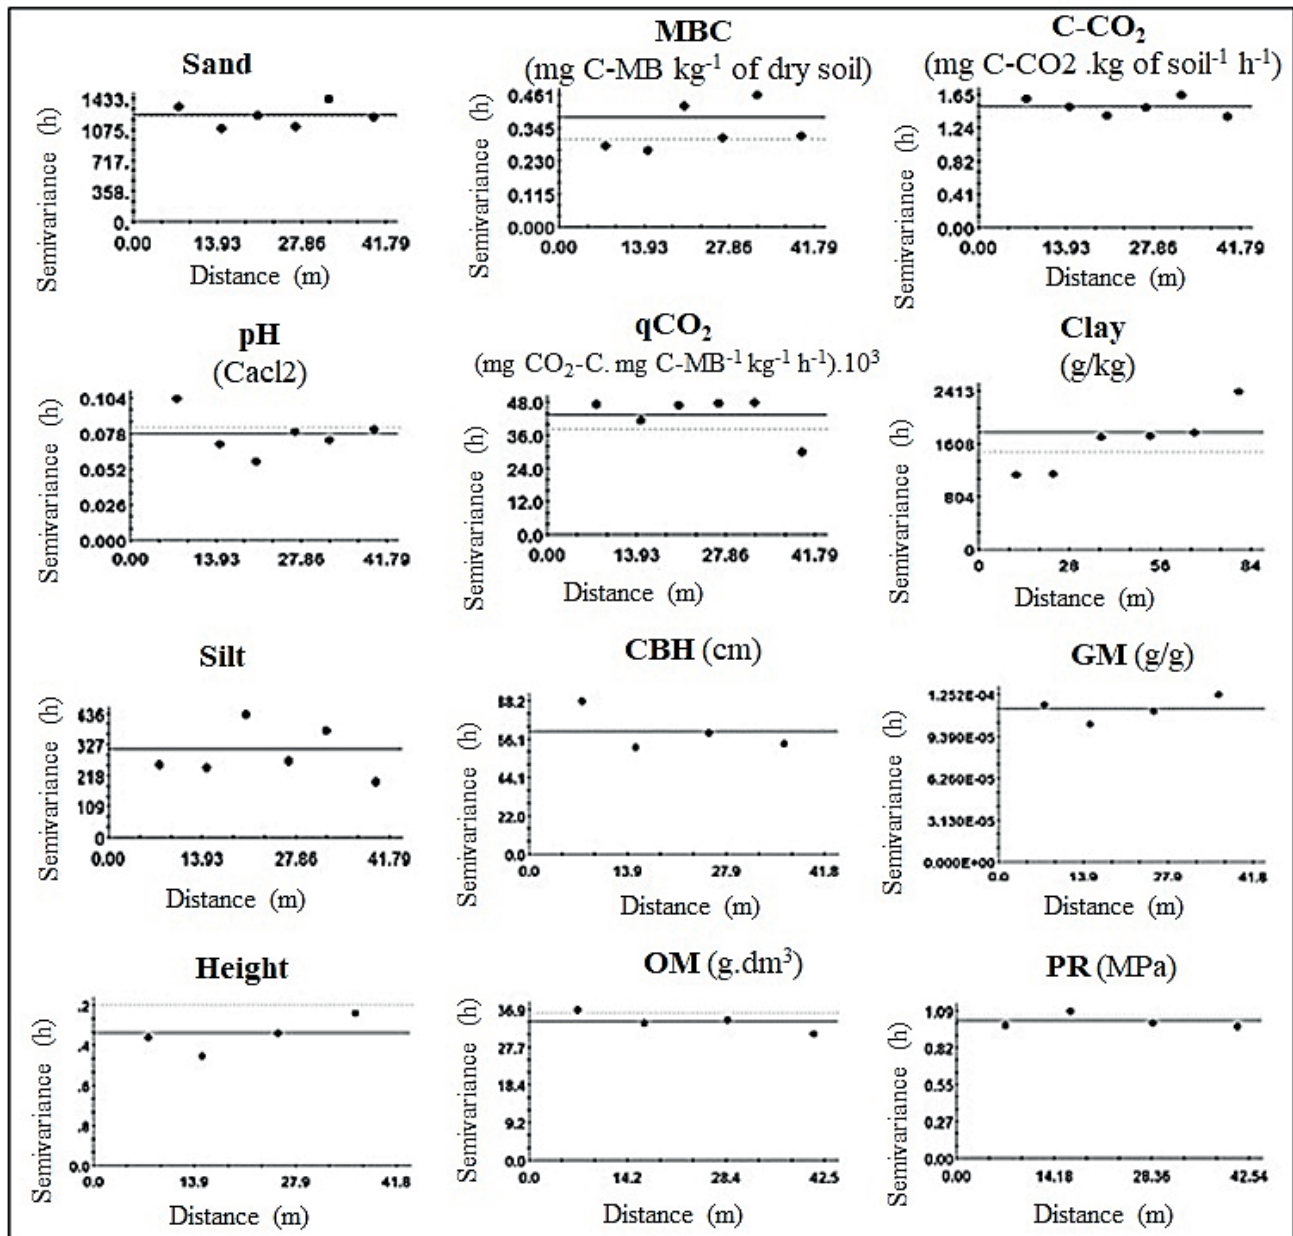 Sand
Semivariance (h)
1433.
1075.
717.
358.
0.
0.00 13.93 27.86 41.79
Distance (m)
MBC
(mg C-MB kg⁻¹ of dry soil)
Semivariance (h)
0.461
0.345
0.230
0.115
0.000
0.00 13.93 27.86 41.79
Distance (m)
C-CO₂
(mg C-CO2 .kg of soil⁻¹ h⁻¹)
Semivariance (h)
1.65
1.24
0.82
0.41
0.00
0.00 13.93 27.86 41.79
Distance (m)
pH
(Cacl2)
Semivariance (h)
0.104
0.078
0.052
0.026
0.000
0.00 13.93 27.86 41.79
Distance (m)
qCO₂
(mg CO₂-C. mg C-MB⁻¹ kg⁻¹ h⁻¹).10³
Semivariance (h)
48.0
36.0
24.0
12.0
0.0
0.00 13.93 27.86 41.79
Distance (m)
Clay
(g/kg)
Semivariance (h)
2413
1608
804
0
0 28 56 84
Distance (m)
Silt
Semivariance (h)
436
327
218
109
0
0.00 13.93 27.86 41.79
Distance (m)
CBH (cm)
Semivariance (h)
88.2
66.1
44.1
22.0
0.0
0.0 13.9 27.9 41.8
Distance (m)
GM (g/g)
Semivariance (h)
1.252E-04
9.390E-05
6.260E-05
3.130E-05
0.000E+00
0.0 13.9 27.9 41.8
Distance (m)
Height
Semivariance (h)
.2
.4
.6
.8
0.0
0.0 13.9 27.9 41.8
Distance (m)
OM (g.dm³)
Semivariance (h)
36.9
27.7
18.4
9.2
0.0
0.0 14.2 28.4 42.5
Distance (m)
PR (MPa)
Semivariance (h)
1.09
0.82
0.55
0.27
0.00
0.00 14.18 28.36 42.54
Distance (m)